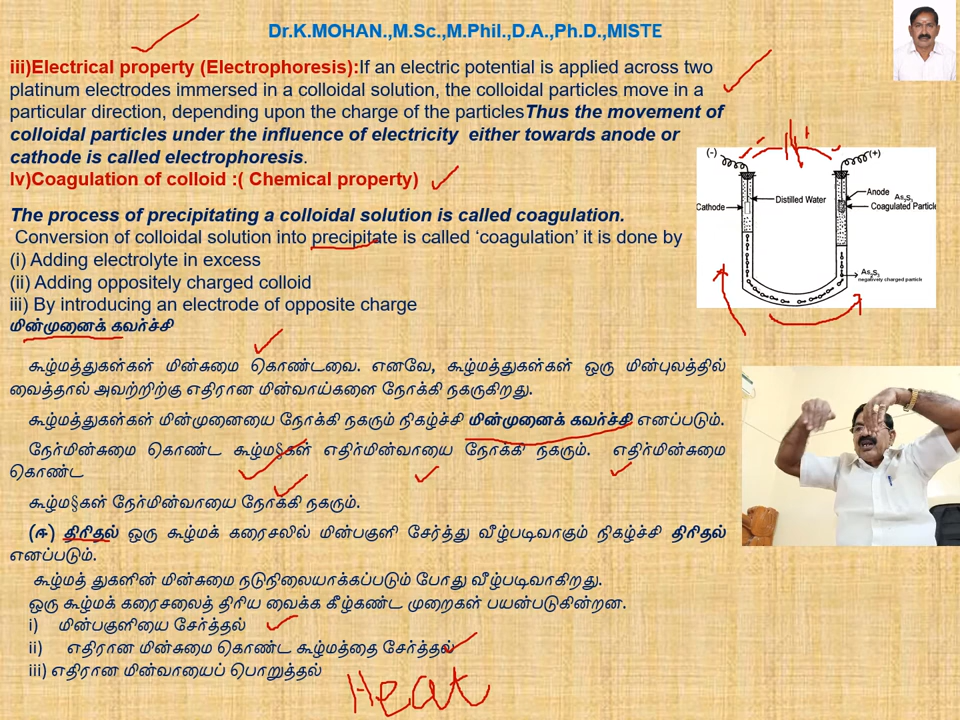 Dr.K.MOHAN.,M.Sc.,M.Phil.,D.A.,Ph.D.,MISTE
iii)Electrical property (Electrophoresis):If an electric potential is applied across two
platinum electrodes immersed in a colloidal solution, the colloidal particles move in a
particular direction, depending upon the charge of the particlesThus the movement of
colloidal particles under the influence of electricity either towards anode or
cathode is called electrophoresis.
Iv)Coagulation of colloid :( Chemical property)
The process of precipitating a colloidal solution is called coagulation.
Conversion of colloidal solution into precipitate is called ‘coagulation’ it is done by
(i) Adding electrolyte in excess
(ii) Adding oppositely charged colloid
iii) By introducing an electrode of opposite charge
மின்முனைக் கவர்ச்சி
கூழ்மத்துகள்கள் மின்சுமை கொண்டவை. எனவே, கூழ்மத்துகள்கள் ஒரு மின்புலத்தில்
வைத்தால் அவற்றிற்கு எதிரான மின்வாய்களை நோக்கி நகருகிறது.
கூழ்மத்துகள்கள் மின்முனையை நோக்கி நகரும் நிகழ்ச்சி மின்முனைக் கவர்ச்சி எனப்படும்.
நேர்மின்சுமை கொண்ட கூழ்ம§கள் எதிர்மின்வாயை நோக்கி நகரும். எதிர்மின்சுமை
கொண்ட
கூழ்ம§கள் நேர்மின்வாயை நோக்கி நகரும்.
(ஈ) திரிதல் ஒரு கூழ்மக் கரைசலில் மின்பகுளி சேர்த்து வீழ்படிவாகும் நிகழ்ச்சி திரிதல்
எனப்படும்.
கூழ்மத் துகளின் மின்சுமை நடுநிலையாக்கப்படும் போது வீழ்படிவாகிறது.
ஒரு கூழ்மக் கரைசலைத் திரிய வைக்க கீழ்கண்ட முறைகள் பயன்படுகின்றன.
i) மின்பகுளியை சேர்த்தல்
ii) எதிரான மின்சுமை கொண்ட கூழ்மத்தை சேர்த்தல்
iii) எதிரான மின்வாயைப் பொறுத்தல்
Heat
(-)
(+)
Cathode
Distilled Water
Anode
As2S3
Coagulated Particle
As2S3
negatively charged particle